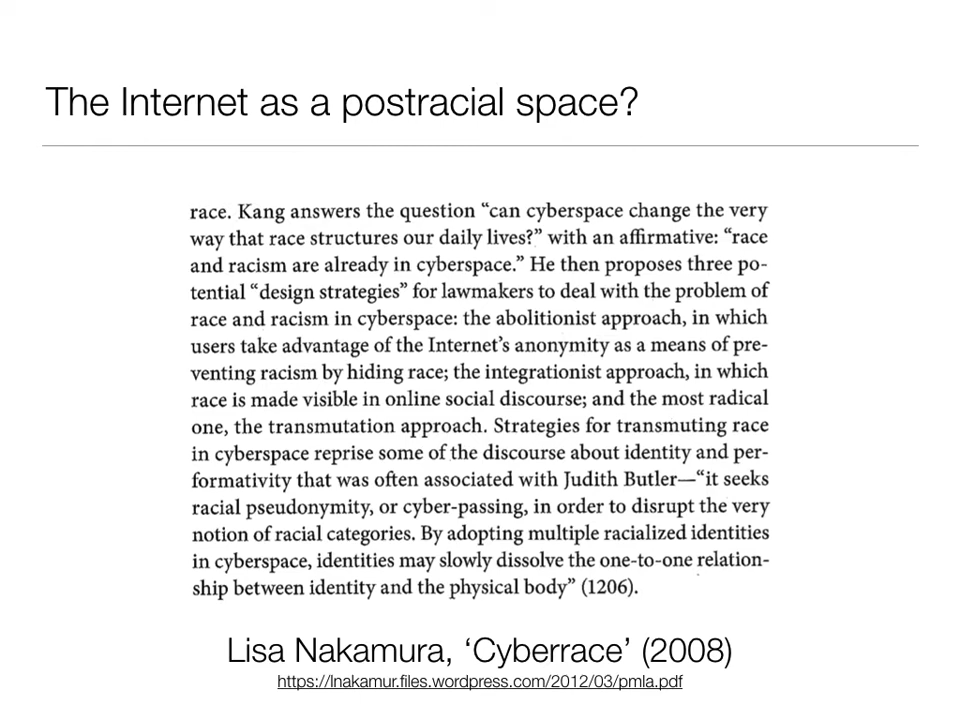 The Internet as a postracial space?
race. Kang answers the question “can cyberspace change the very
way that race structures our daily lives?” with an affirmative: “race
and racism are already in cyberspace.” He then proposes three po-
tential “design strategies” for lawmakers to deal with the problem of
race and racism in cyberspace: the abolitionist approach, in which
users take advantage of the Internet’s anonymity as a means of pre-
venting racism by hiding race; the integrationist approach, in which
race is made visible in online social discourse; and the most radical
one, the transmutation approach. Strategies for transmuting race
in cyberspace reprise some of the discourse about identity and per-
formativity that was often associated with Judith Butler—“it seeks
racial pseudonymity, or cyber-passing, in order to disrupt the very
notion of racial categories. By adopting multiple racialized identities
in cyberspace, identities may slowly dissolve the one-to-one relation-
ship between identity and the physical body” (1206).
Lisa Nakamura, ‘Cyberrace’ (2008)
https://lnakamur.files.wordpress.com/2012/03/pmla.pdf